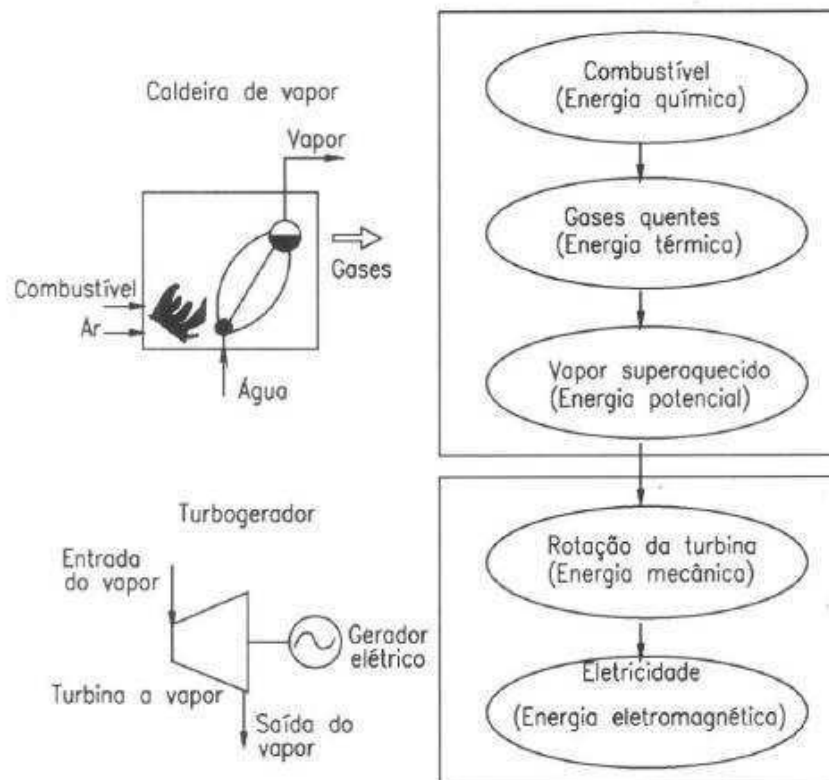 Caldeira de vapor
Vapor
Gases
Combustível
Ar
Água
Combustível
(Energia química)
Gases quentes
(Energia térmica)
Vapor superaquecido
(Energia potencial)
Turbogerador
Entrada
do vapor
Gerador
elétrico
Turbina a vapor
Saída do
vapor
Rotação da turbina
(Energia mecânica)
Eletricidade
(Energia eletromagnética)